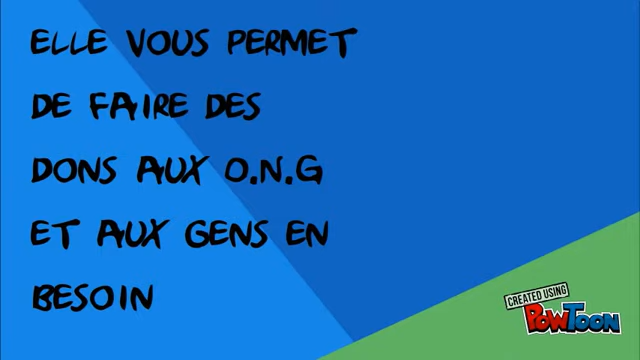 ELLE VOUS PERMET
DE FAIRE DES
DONS AUX O.N.G
ET AUX GENS EN
BESOIN
CREATED USING
POWTOON